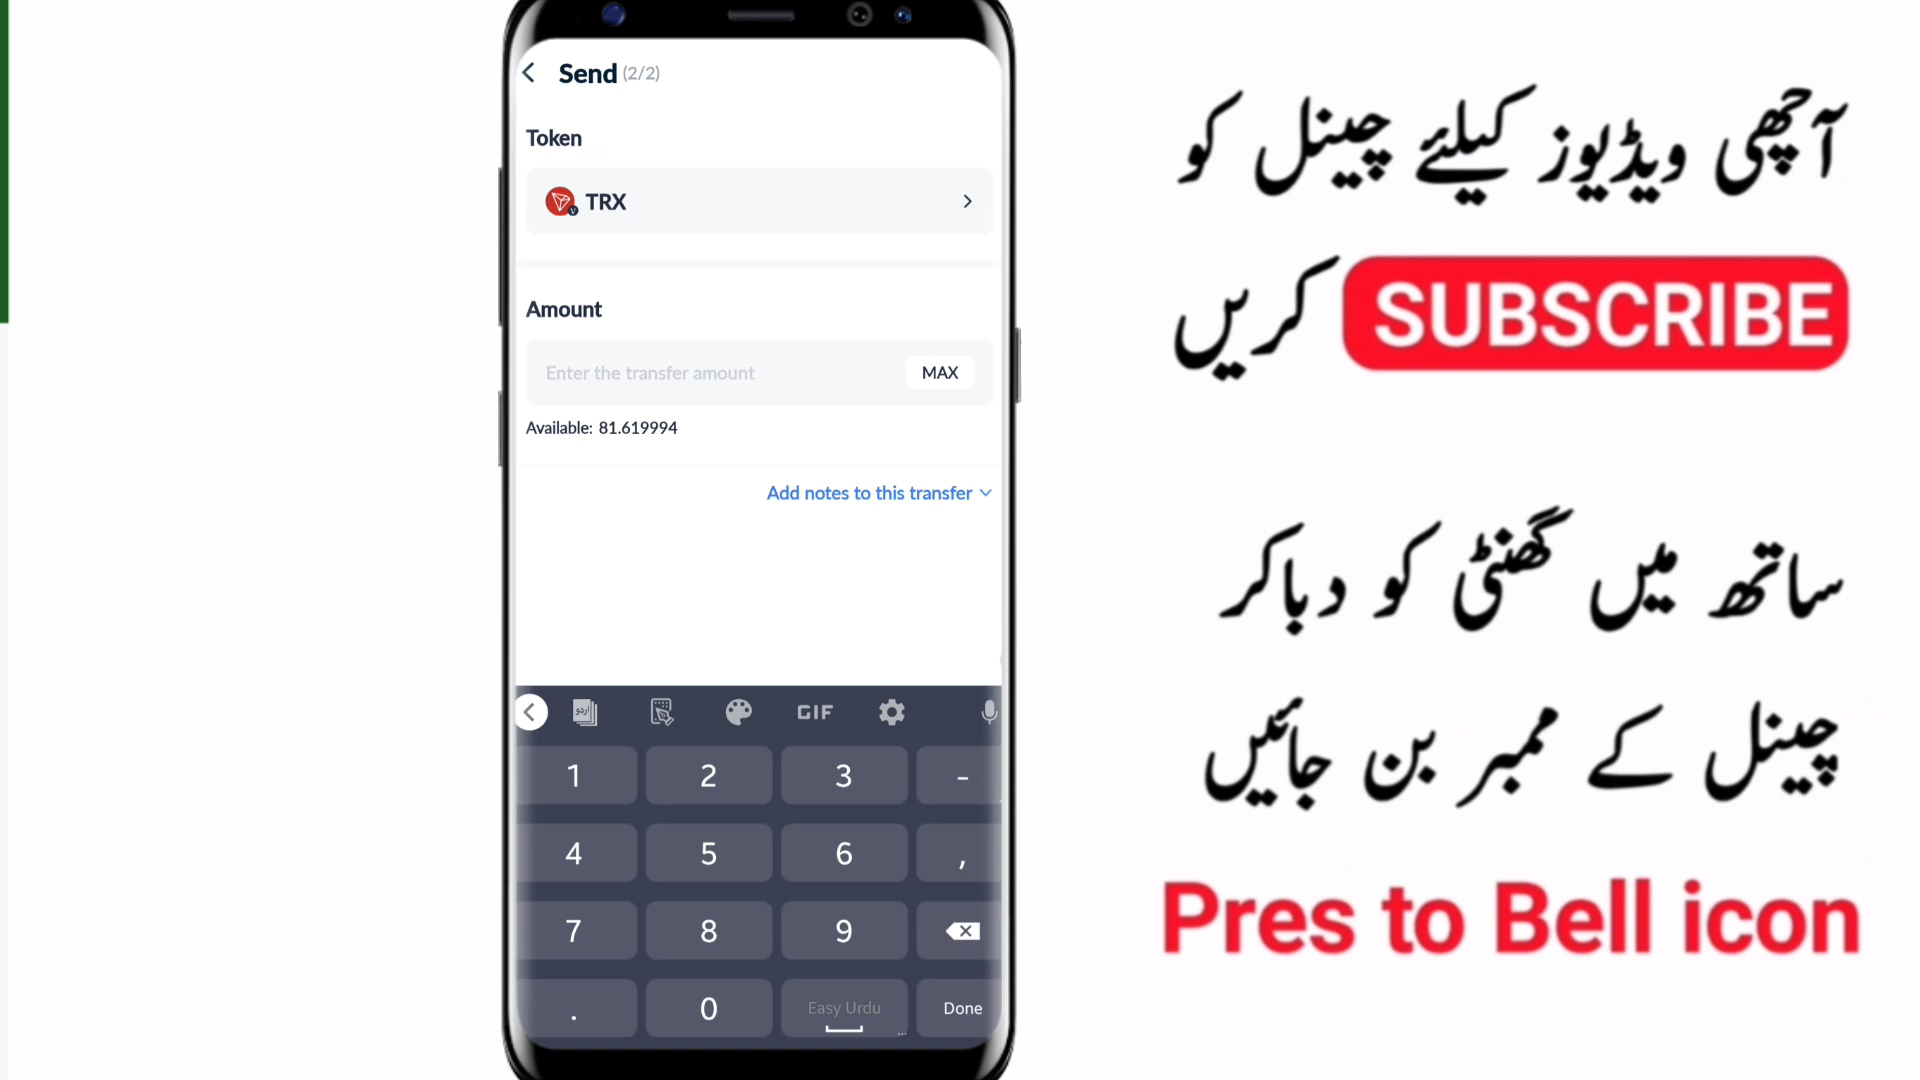 Send (2/2)
Token
TRX
Amount
Enter the transfer amount
MAX
Available: 81.619994
Add notes to this transfer
اردو
GIF
1 2 3 -
4 5 6 ,
7 8 9
. 0 Easy Urdu Done
آچھی ویڈیوز کیلئے چینل کو
SUBSCRIBE کریں
ساتھ میں گھنٹی کو دباکر
چینل کے ممبر بن جائیں
Pres to Bell icon